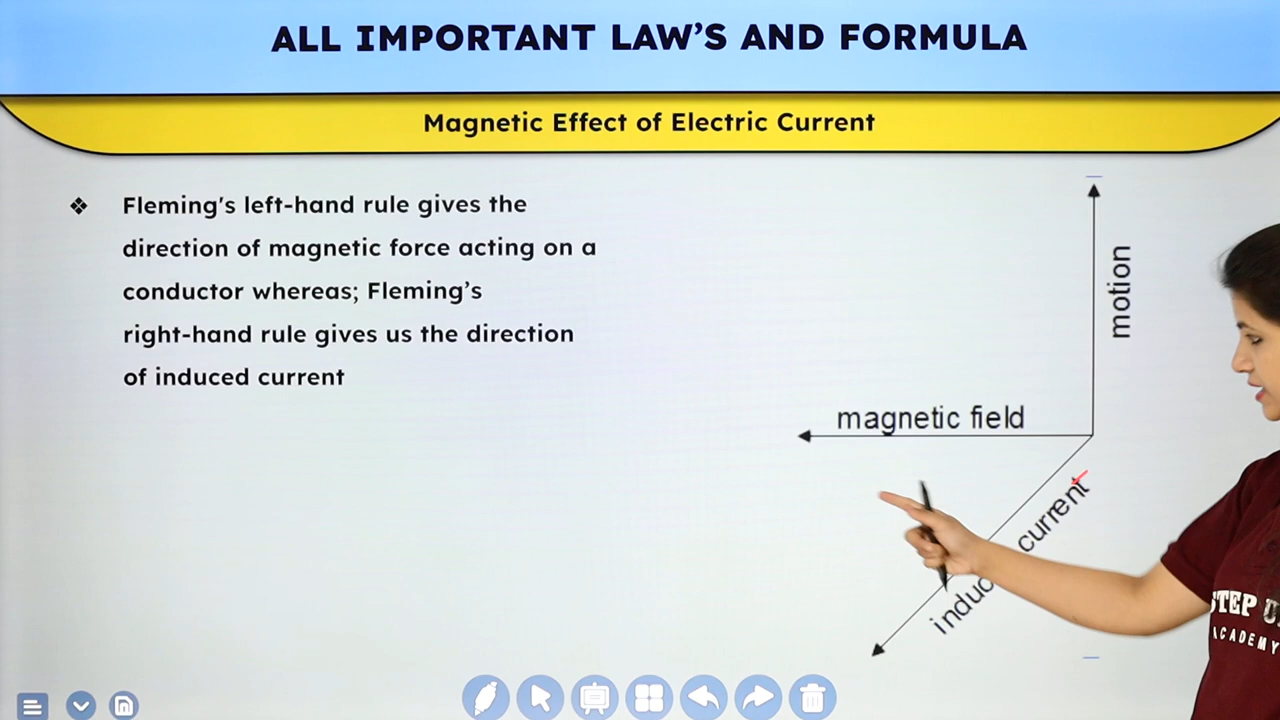 ALL IMPORTANT LAW'S AND FORMULA
Magnetic Effect of Electric Current
❖ Fleming's left-hand rule gives the
direction of magnetic force acting on a
conductor whereas; Fleming's
right-hand rule gives us the direction
of induced current
motion
magnetic field
current
STEP
ACADEMY